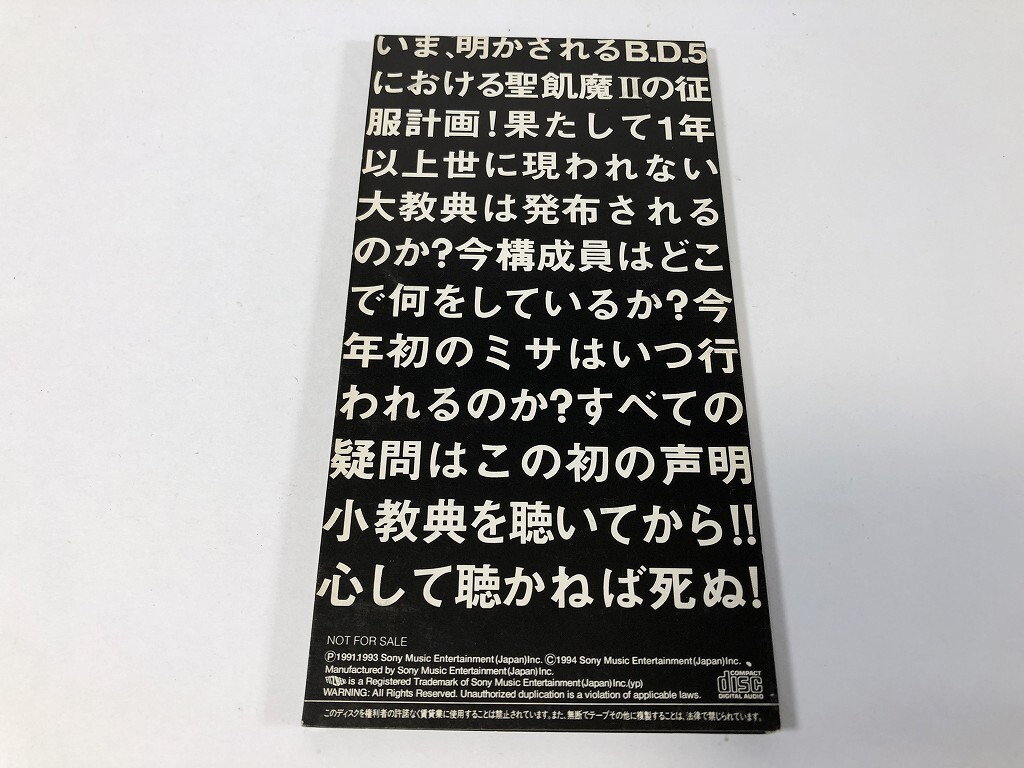 いま、明かされるB.D.5
における聖飢魔Ⅱの征
服計画!果たして1年
以上世に現われない
大教典は発布される
のか?今構成員はどこ
で何をしているか?今
年初のミサはいつ行
われるのか?すべての
疑問はこの初の声明
小教典を聴いてから!!
心して聴かねば死ぬ!
NOT FOR SALE
Ⓟ1991.1993 Sony Music Entertainment(Japan)Inc. Ⓒ1994 Sony Music Entertainment(Japan)Inc.
Manufactured by Sony Music Entertainment(Japan)Inc.
is a Registered Trademark of Sony Music Entertainment(Japan)Inc.(yp)
WARNING: All Rights Reserved. Unauthorized duplication is a violation of applicable laws.
COMPACT
disc
DIGITAL AUDIO
このディスクを権利者の許諾なく賃貸業に使用することは禁止されています。また、無断でテープその他に複製することは、法律で禁じられています。